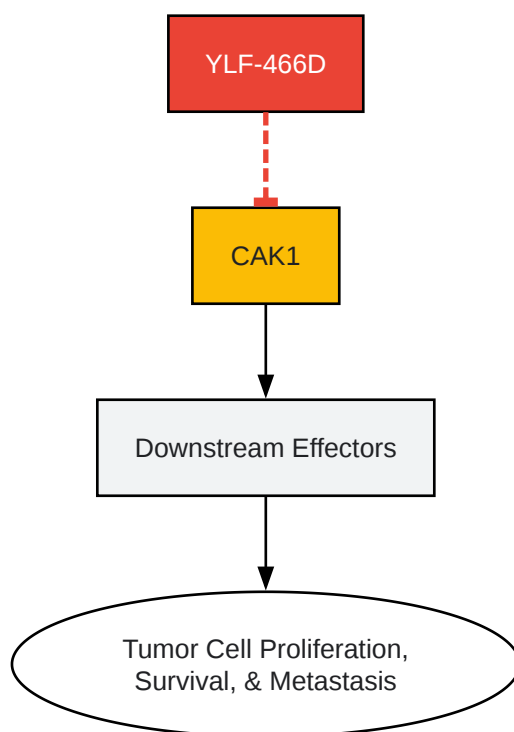 YLF-466D
CAK1
Downstream Effectors
Tumor Cell Proliferation,
Survival, & Metastasis